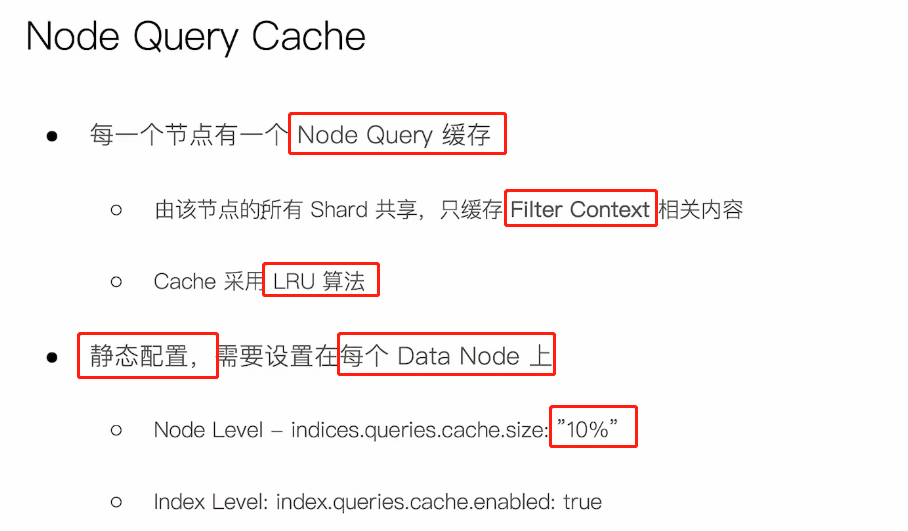 Node Query Cache
每一个节点有一个 Node Query 缓存
由该节点的所有 Shard 共享，只缓存 Filter Context 相关内容
Cache 采用 LRU 算法
静态配置，需要设置在每个 Data Node 上
Node Level – indices.queries.cache.size: ”10%”
Index Level: index.queries.cache.enabled: true